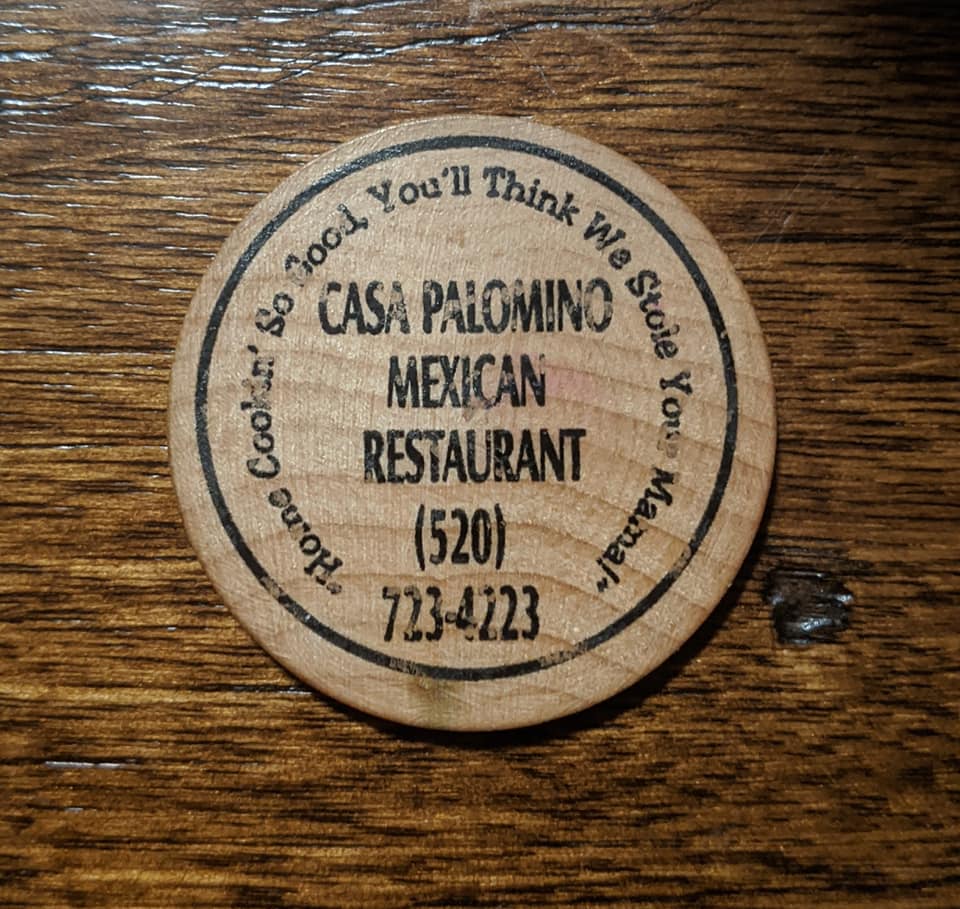 "Home Cookin' So Good, You'll Think We Stole Your Mama!"
CASA PALOMINO
MEXICAN
RESTAURANT
(520)
723-4223